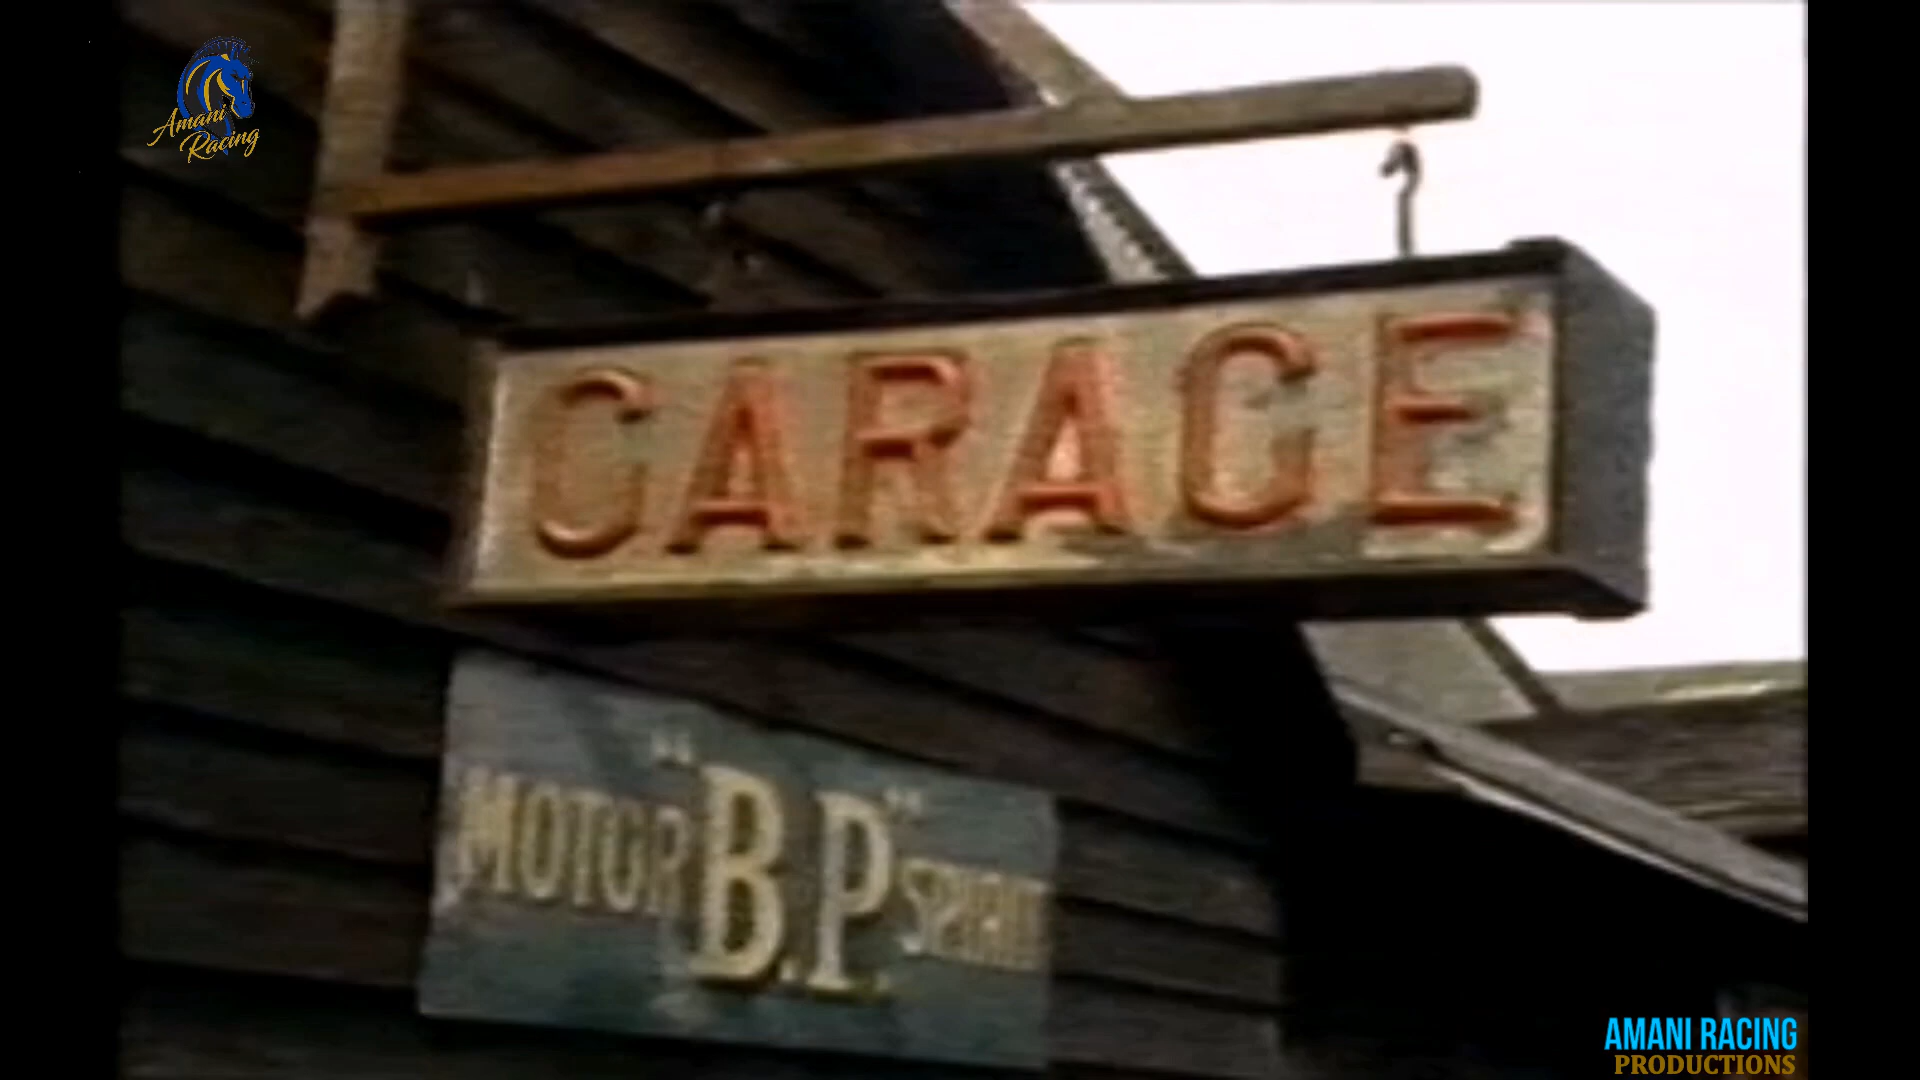 Amani
Racing
GARAGE
MOTOR "B.P." SPIRIT
AMANI RACING
PRODUCTIONS